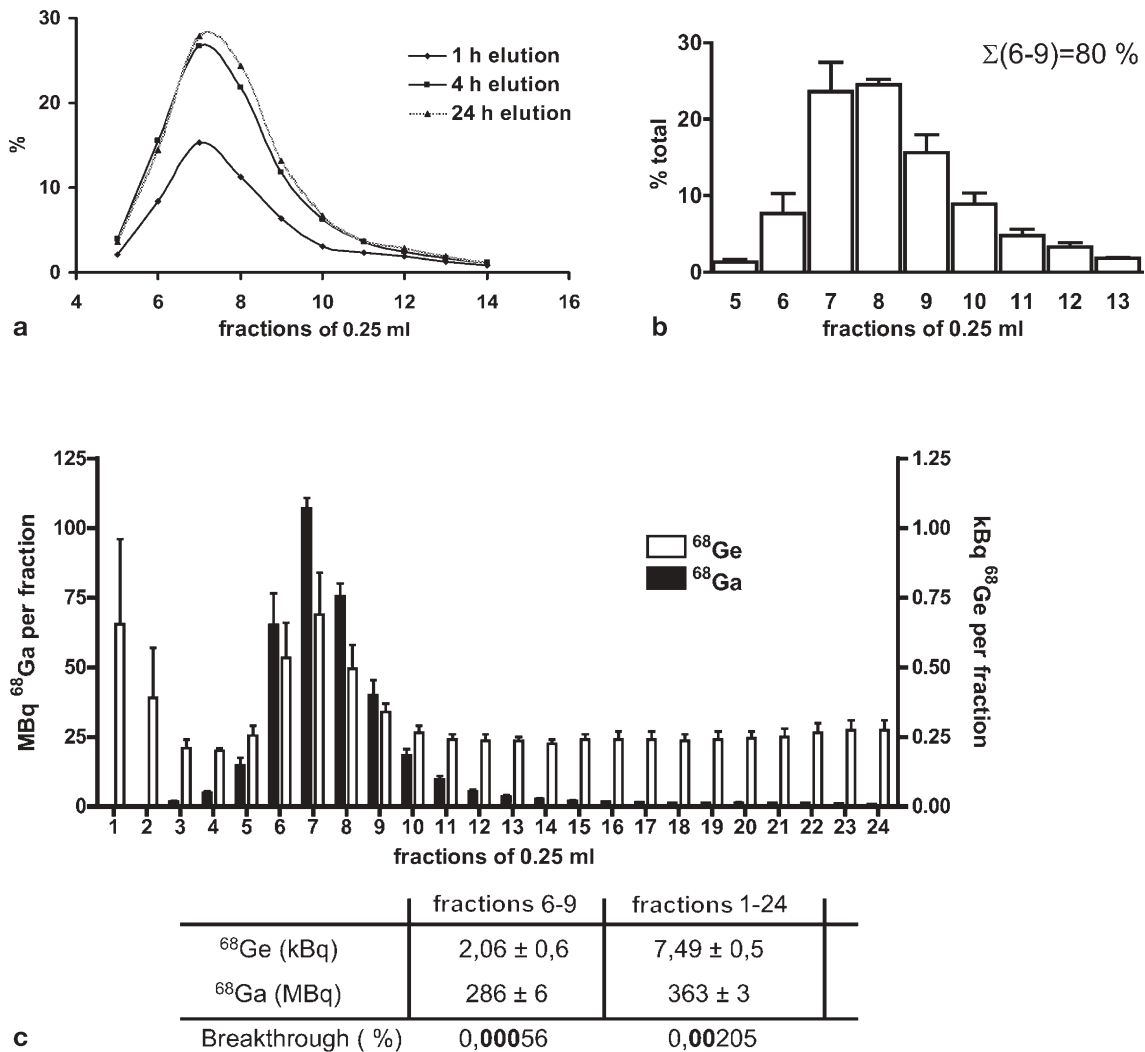 30
20
10
0
%
1 h elution
4 h elution
24 h elution
4 6 8 10 12 14 16
fractions of 0.25 ml
a
Σ(6-9)=80 %
30
20
10
0
% total
5 6 7 8 9 10 11 12 13
fractions of 0.25 ml
b
125
100
75
50
25
0
MBq ⁶⁸Ga per fraction
⁶⁸Ge
⁶⁸Ga
1.25
1.00
0.75
0.50
0.25
0.00
kBq ⁶⁸Ge per fraction
1 2 3 4 5 6 7 8 9 10 11 12 13 14 15 16 17 18 19 20 21 22 23 24
fractions of 0.25 ml
fractions 6-9 fractions 1-24
⁶⁸Ge (kBq) 2,06 ± 0,6 7,49 ± 0,5
⁶⁸Ga (MBq) 286 ± 6 363 ± 3
Breakthrough ( %) 0,00056 0,00205
c